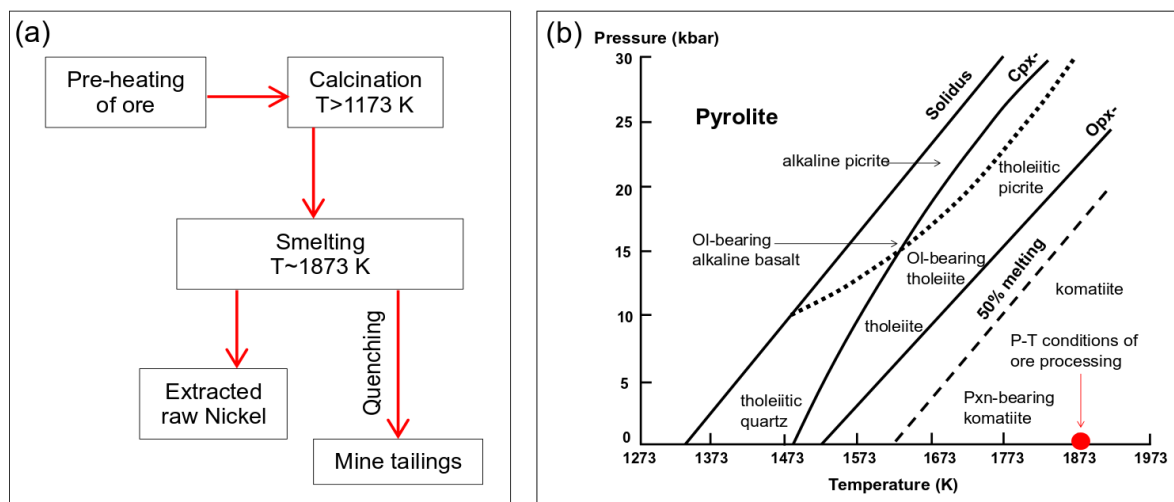 (a)
Pre-heating
of ore
Calcination
T>1173 K
Smelting
T~1873 K
Quenching
Extracted
raw Nickel
Mine tailings
(b)
Pressure (kbar)
30
25
20
15
10
5
0
Pyrolite
Solidus
Cpx-
Opx-
alkaline picrite
tholeiitic
picrite
Ol-bearing
alkaline basalt
Ol-bearing
tholeiite
50% melting
komatiite
tholeiite
P-T conditions of
ore processing
tholeiitic
quartz
Pxn-bearing
komatiite
1273 1373 1473 1573 1673 1773 1873 1973
Temperature (K)